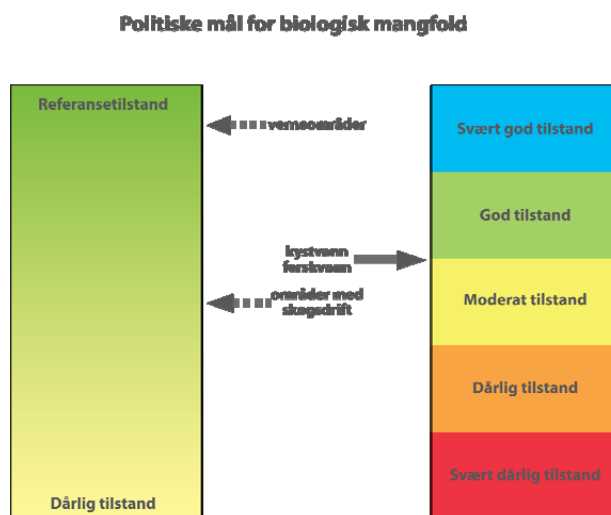 Politiske mål for biologisk mangfold
Referansetilstand
verneområder
Svært god tilstand
God tilstand
kystvann
ferskvann
områder med
skogsdrift
Moderat tilstand
Dårlig tilstand
Svært dårlig tilstand
Dårlig tilstand